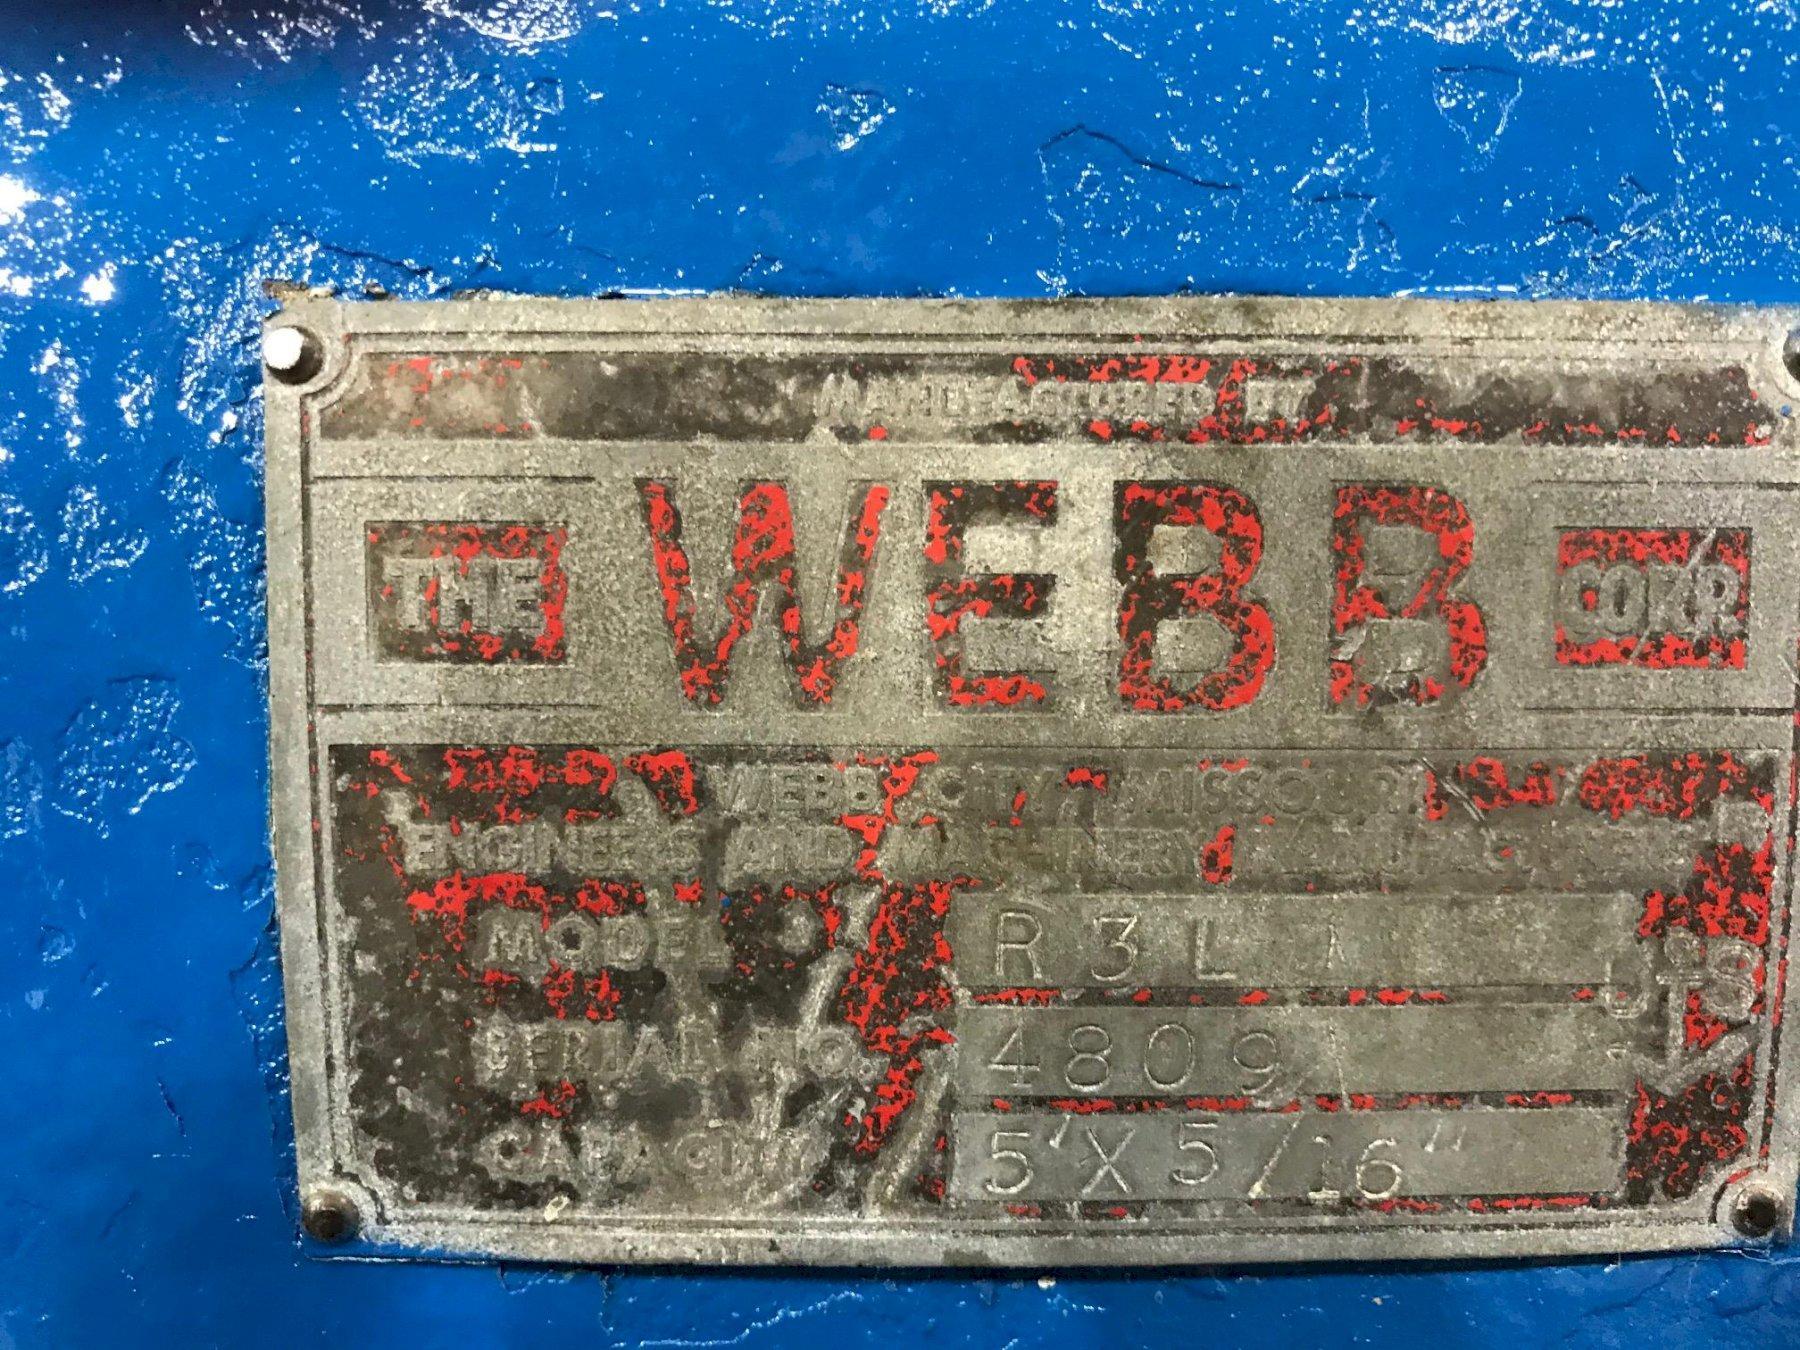 MANUFACTURED BY
THE WEBB CORP.
WEBB CITY, MISSOURI
ENGINEERS AND MACHINERY MANUFACTURERS
MODEL R3L
SERIAL NO. 4809
CAPACITY 5'X5/16"